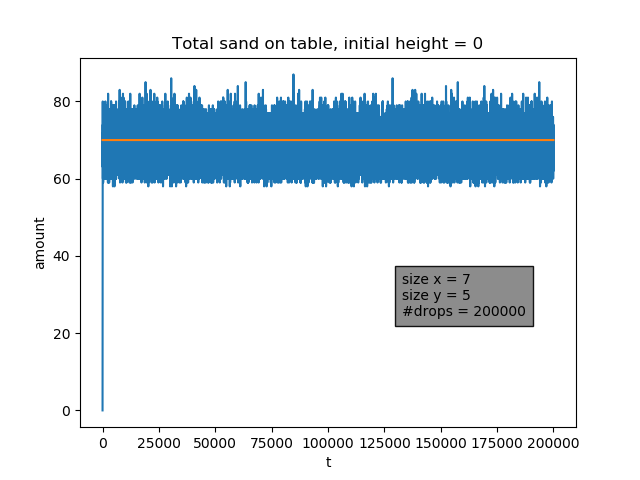 Total sand on table, initial height = 0
80
60
40
20
0
amount
size x = 7
size y = 5
#drops = 200000
0 25000 50000 75000 100000 125000 150000 175000 200000
t